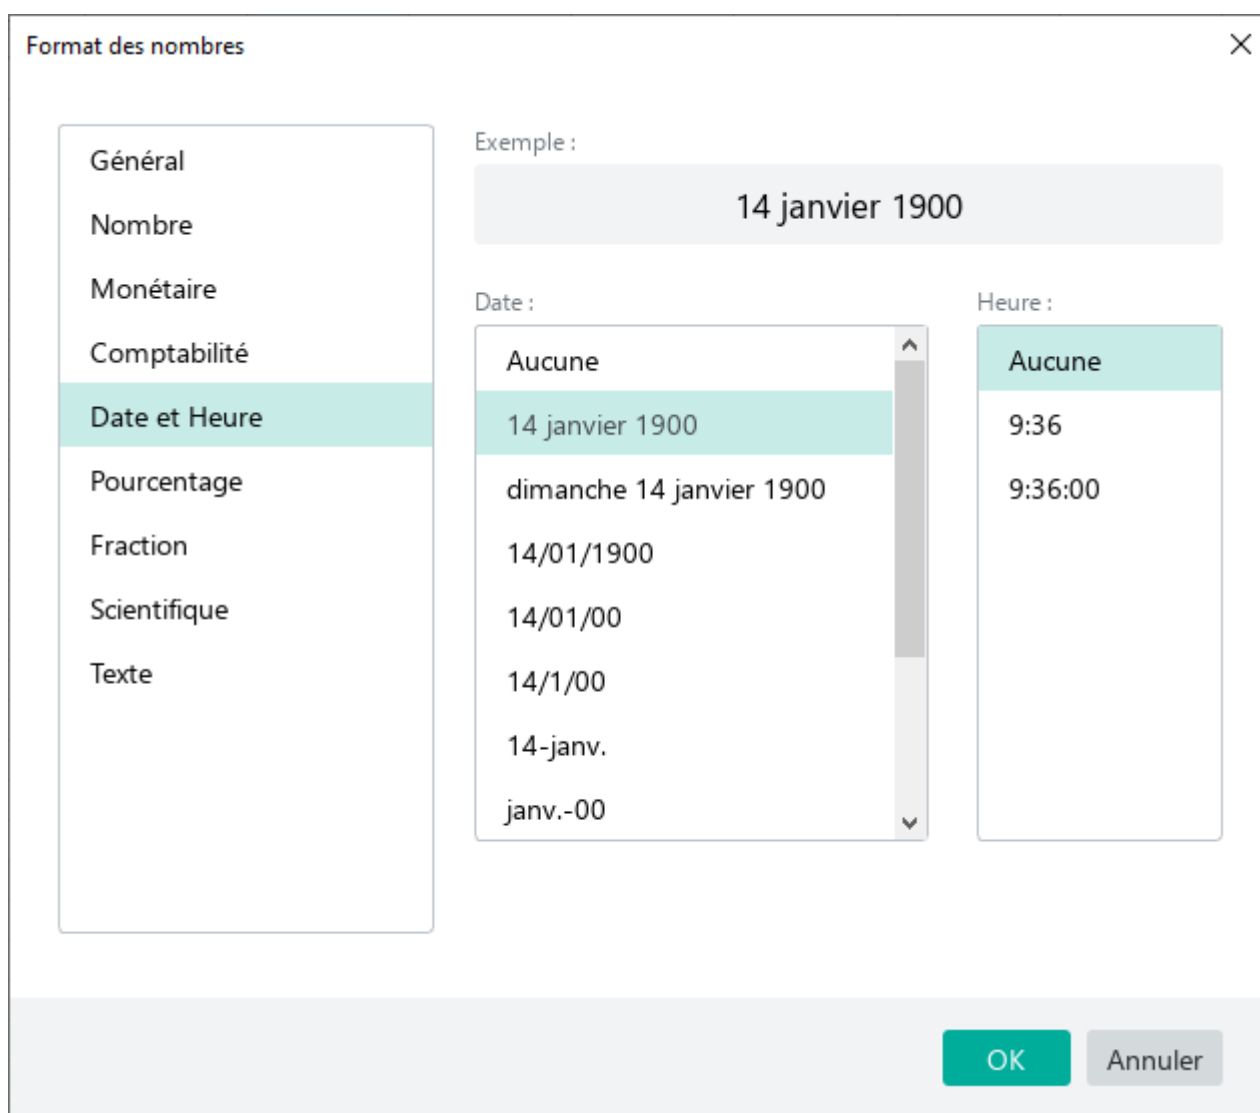 Format des nombres
Général
Nombre
Monétaire
Comptabilité
Date et Heure
Pourcentage
Fraction
Scientifique
Texte
Exemple :
14 janvier 1900
Date :
Aucune
14 janvier 1900
dimanche 14 janvier 1900
14/01/1900
14/01/00
14/1/00
14-janv.
janv.-00
Heure :
Aucune
9:36
9:36:00
OK
Annuler